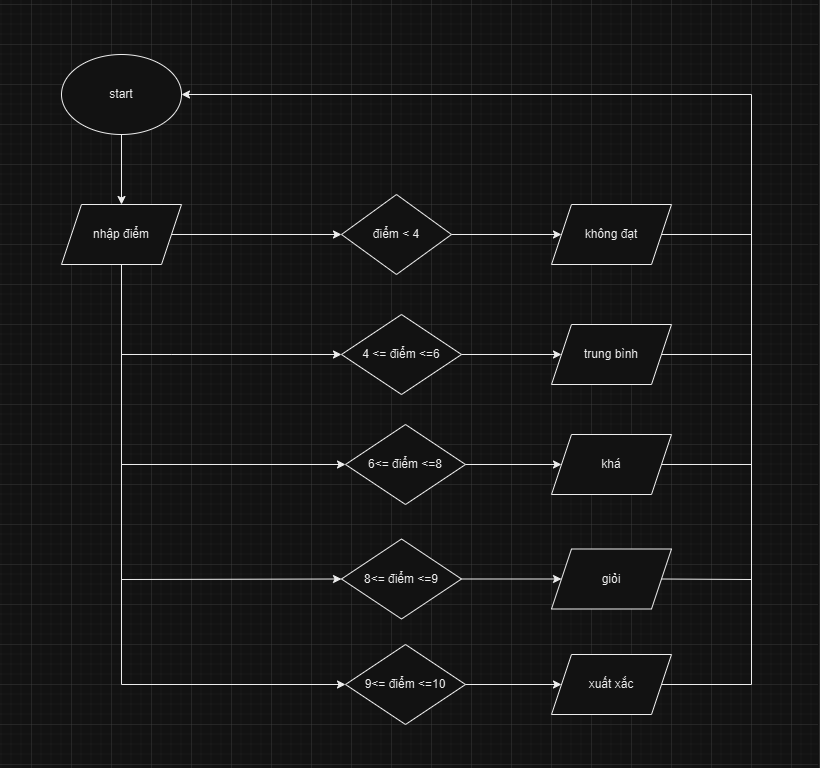 start
nhập điểm
điểm < 4
không đạt
4 <= điểm <=6
trung bình
6<= điểm <=8
khá
8<= điểm <=9
giỏi
9<= điểm <=10
xuất xắc